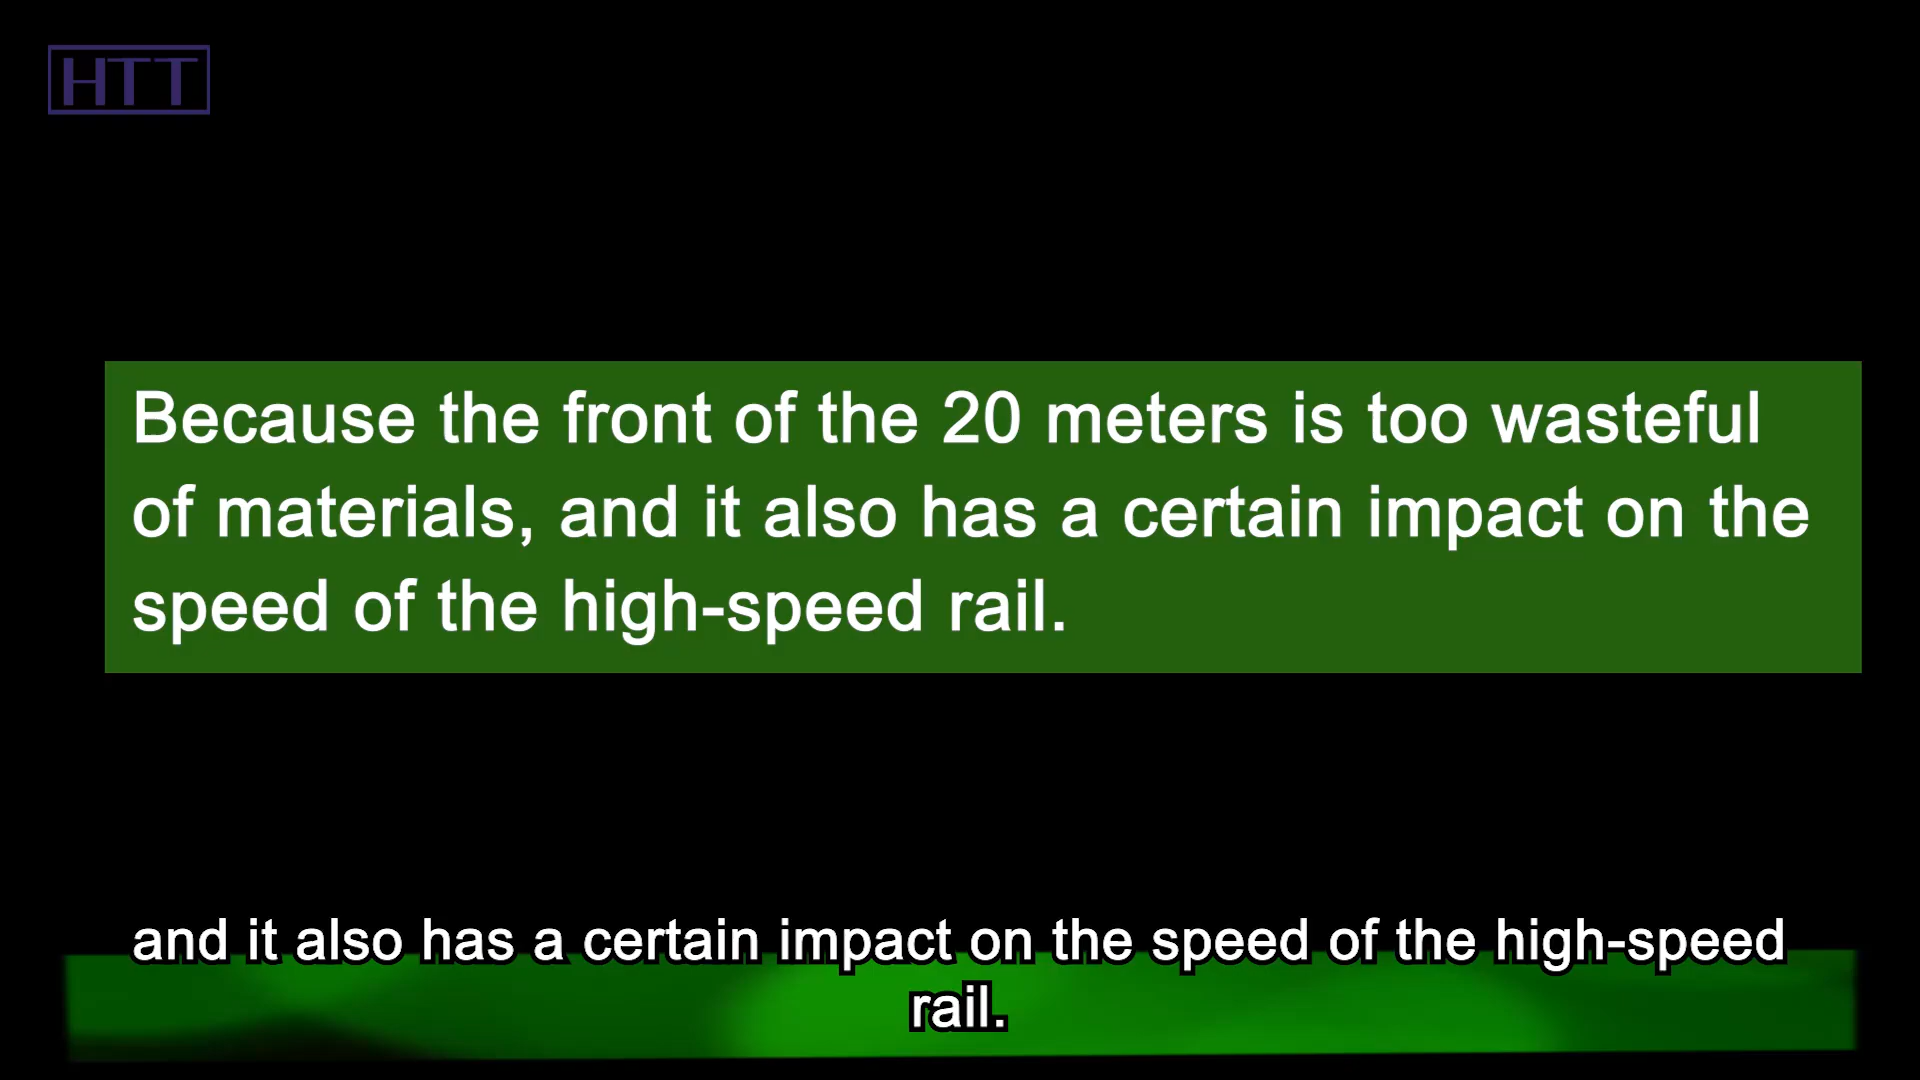 HTT
Because the front of the 20 meters is too wasteful
of materials, and it also has a certain impact on the
speed of the high-speed rail.
and it also has a certain impact on the speed of the high-speed
rail.